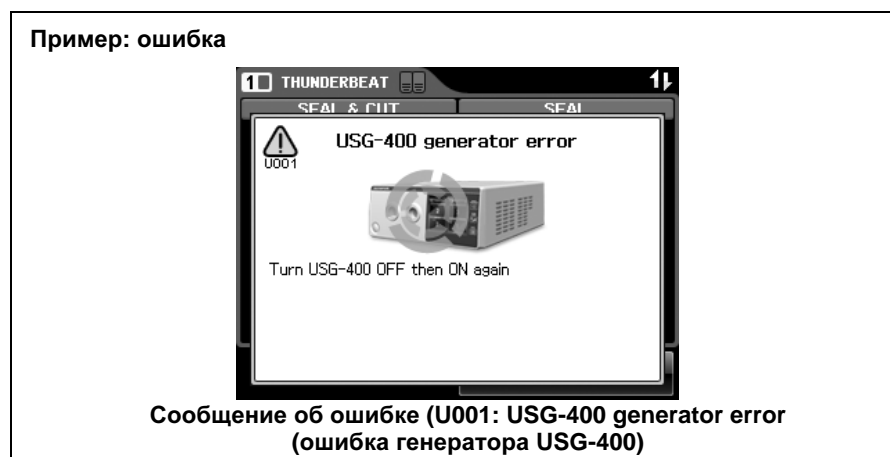 Пример: ошибка
1 THUNDERBEAT
SEAL & CUT SEAL
USG-400 generator error
U001
Turn USG-400 OFF then ON again
Сообщение об ошибке (U001: USG-400 generator error
(ошибка генератора USG-400)